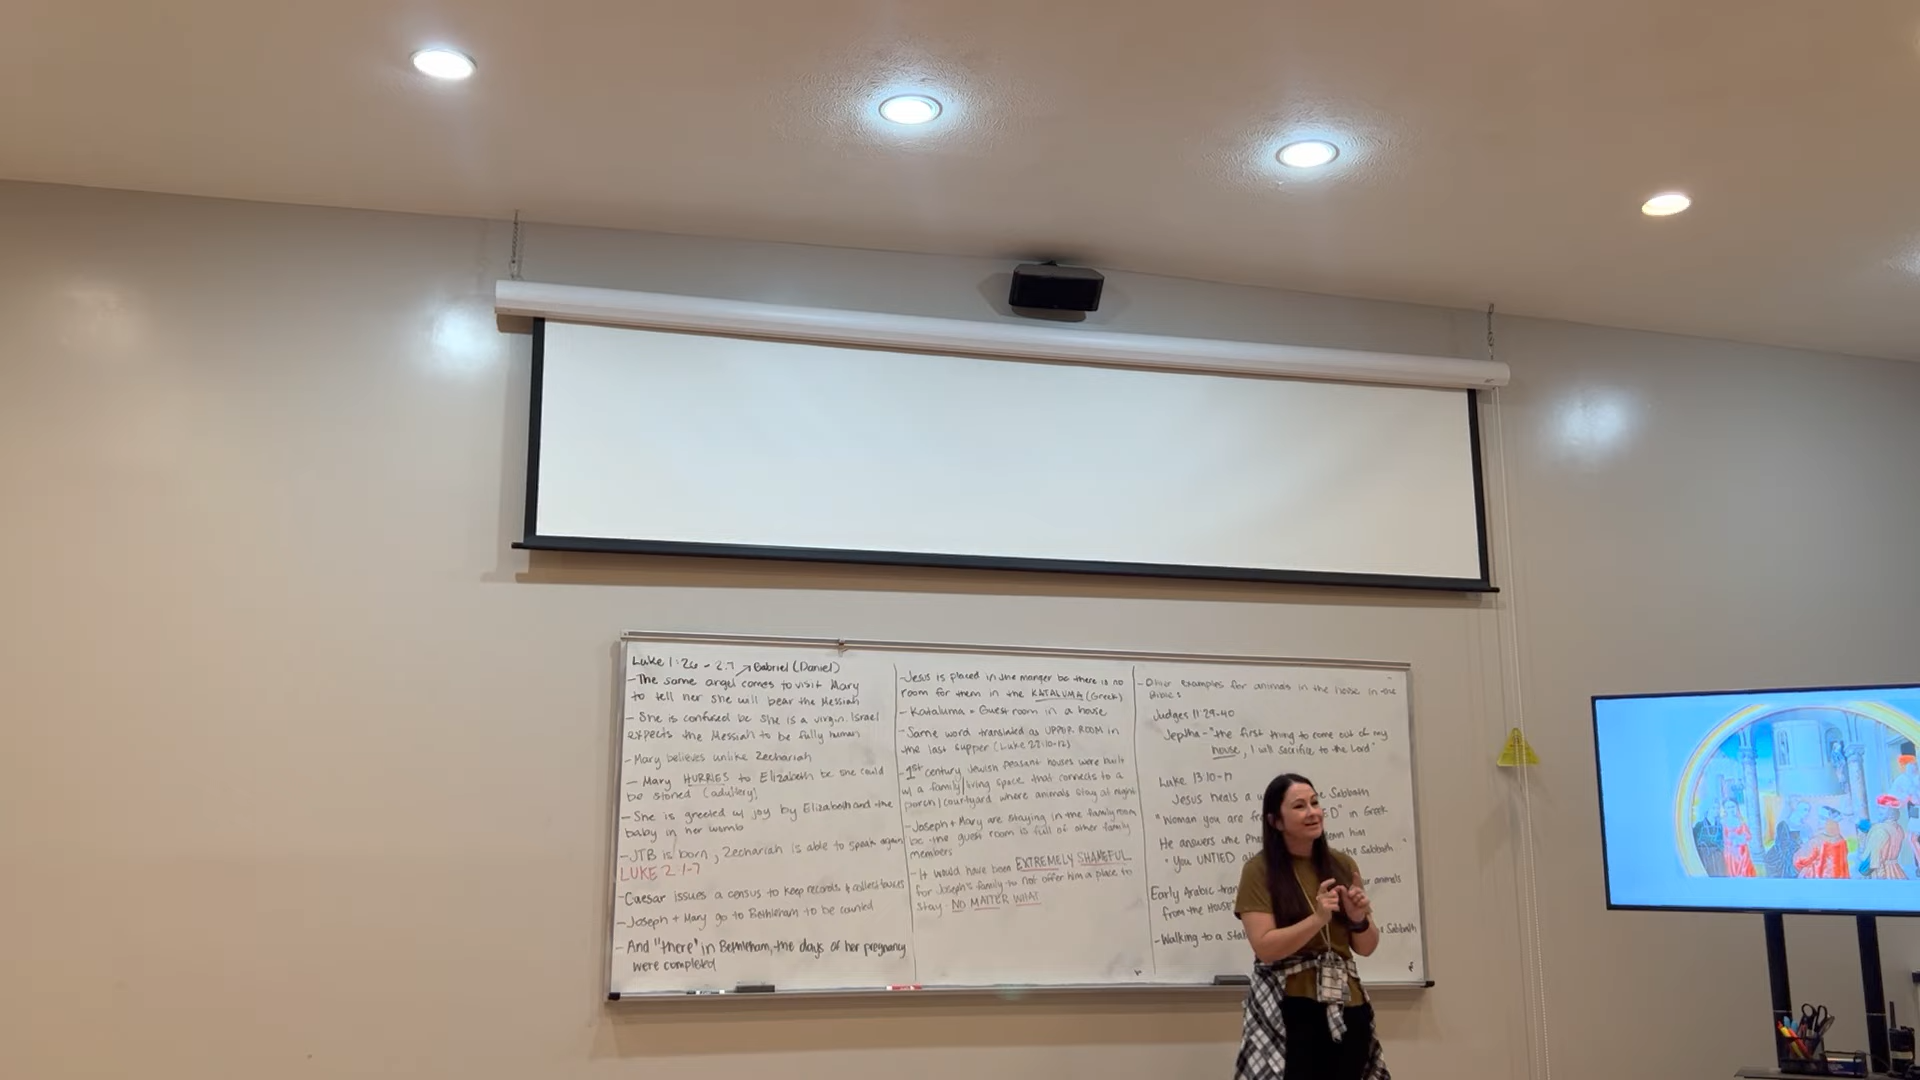 Luke 1:26 - 2:7 → Gabriel (Daniel)
- The same angel comes to visit Mary
to tell her she will bear the Messiah
- She is confused bc she is a virgin. Israel
expects the Messiah to be fully human
- Mary believes unlike Zechariah
- Mary HURRIES to Elizabeth bc she could
be stoned (adultery)
- She is greeted w/ joy by Elizabeth and the
baby in her womb
- JTB is born, Zechariah is able to speak again
LUKE 2:1-7
- Caesar issues a census to keep records & collect taxes
- Joseph + Mary go to Bethlehem to be counted
- And "there" in Bethlehem, the days of her pregnancy
were completed
- Jesus is placed in the manger bc there is no
room for them in the KATALUMA (Greek)
- Kataluma = Guest room in a house
- Same word translated as UPPER ROOM in
the last supper (Luke 22:10-12)
- 1st century Jewish Peasant houses were built
w/ a family/living space that connects to a
porch/courtyard where animals stay at night
- Joseph + Mary are staying in the family room
bc the guest room is full of other family
members
- It would have been EXTREMELY SHAMEFUL
for Joseph's family to not offer him a place to
stay - NO MATTER WHAT
- Other examples for animals in the house in the
Bible:
Judges 11:29-40
Jeptha - "the first thing to come out of my
house, I will sacrifice to the Lord"
Luke 13:10-17
Jesus heals a Sabbath
"Woman you are ED" in Greek
He answers the him
"You UNTIED the Sabbath..."
Early Arabic animals
from the House"
- Walking to a Sabbath